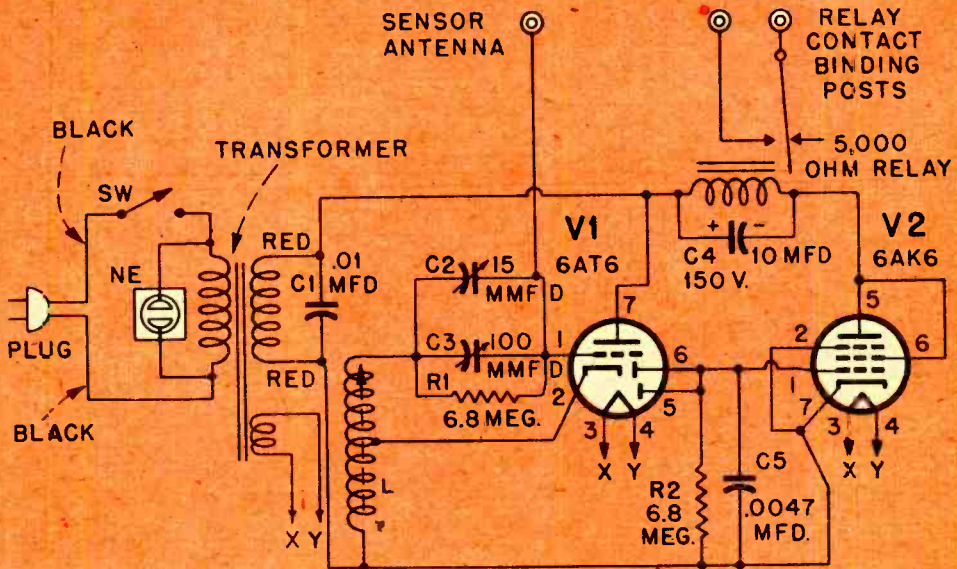 SENSOR
ANTENNA
RELAY
CONTACT
BINDING
POSTS
BLACK
TRANSFORMER
5,000
OHM RELAY
SW
RED
V1
6AT6
+ -
C4 10 MFD
150 V.
V2
6AK6
NE
C1 .01
MFD
C2 15
MMFD
7
5
PLUG
C3 100
MMFD
1
6
2
6
RED
R1
6.8 MEG.
2
5
1
7
BLACK
3 4
3 4
X Y
C5
X Y
L
R2
6.8
MEG.
.0047
MFD.
X Y